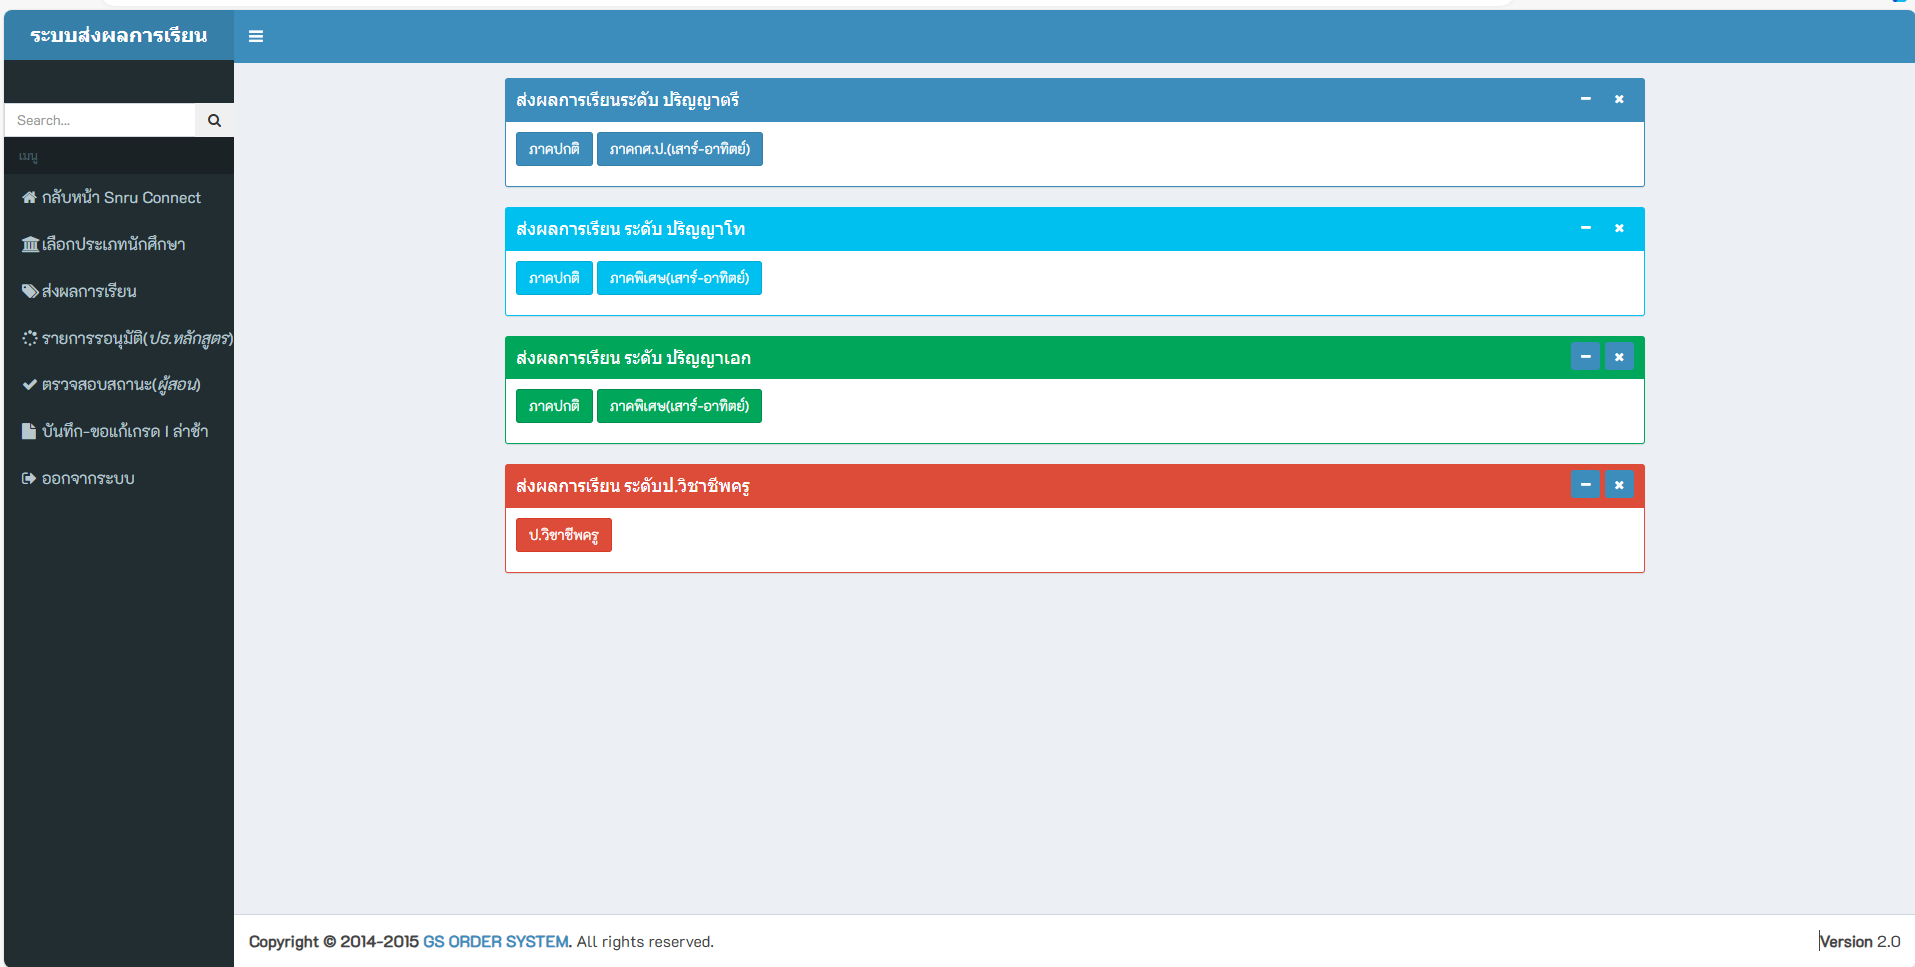 ระบบส่งผลการเรียน
Search...
เมนู
กลับหน้า Snru Connect
เลือกประเภทนักศึกษา
ส่งผลการเรียน
รายการรอนุมัติ(ปธ.หลักสูตร)
ตรวจสอบสถานะ(ผู้สอน)
บันทึก-ขอแก้เกรด I ล่าช้า
ออกจากระบบ
ส่งผลการเรียนระดับ ปริญญาตรี
ภาคปกติ ภาคกศ.ป.(เสาร์-อาทิตย์)
ส่งผลการเรียน ระดับ ปริญญาโท
ภาคปกติ ภาคพิเศษ(เสาร์-อาทิตย์)
ส่งผลการเรียน ระดับ ปริญญาเอก
ภาคปกติ ภาคพิเศษ(เสาร์-อาทิตย์)
ส่งผลการเรียน ระดับป.วิชาชีพครู
ป.วิชาชีพครู
Copyright © 2014-2015 GS ORDER SYSTEM. All rights reserved.
Version 2.0